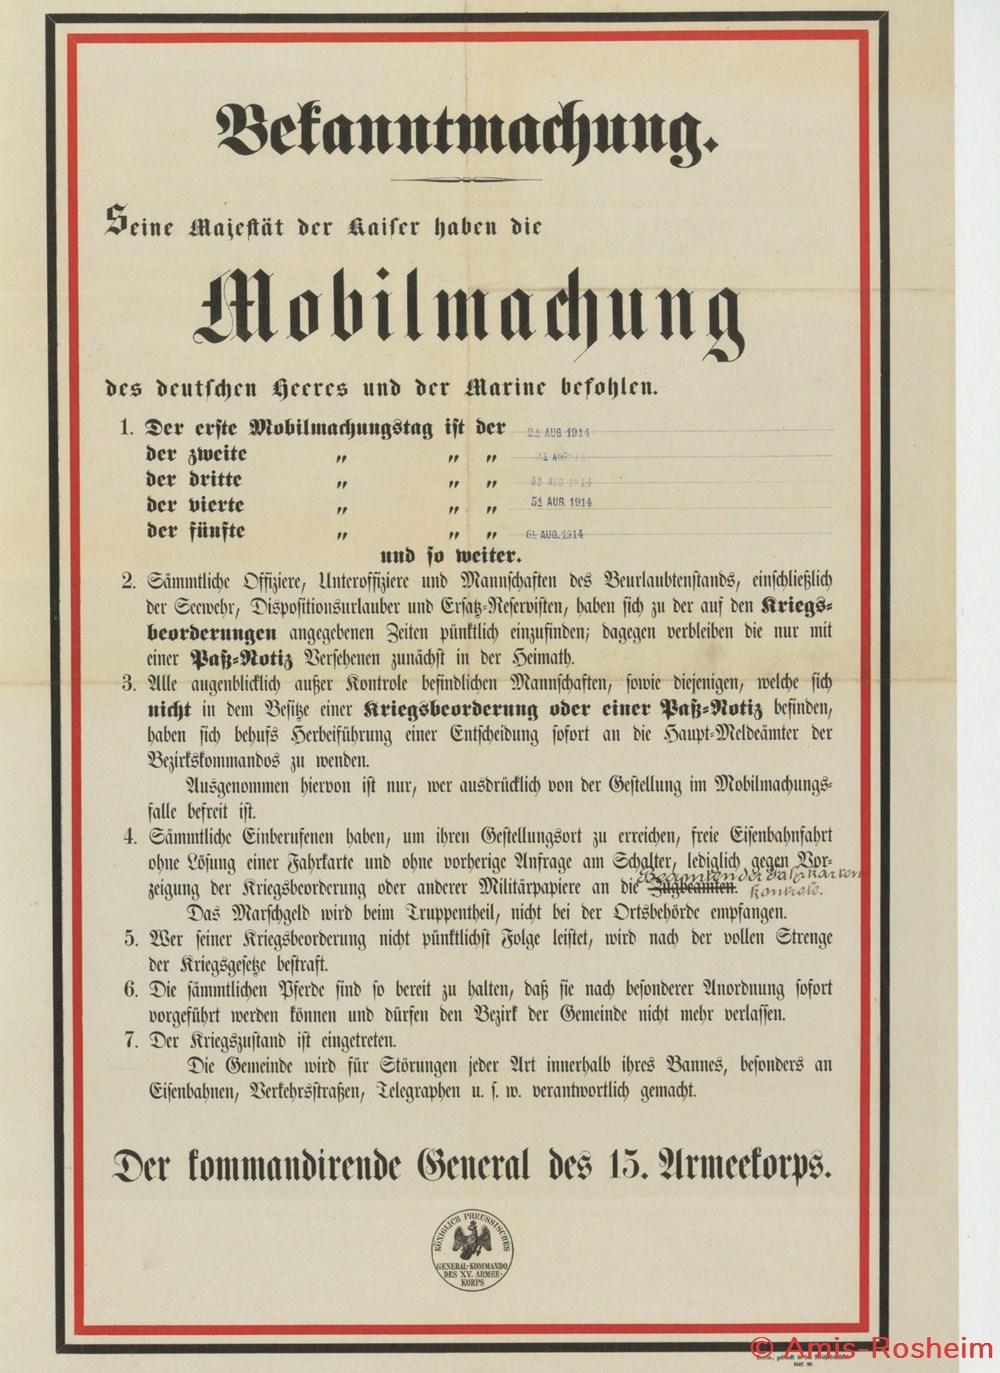 Bekanntmachung.
Seine Majestät der Kaiser haben die
Mobilmachung
des deutschen Heeres und der Marine befohlen.
1. Der erste Mobilmachungstag ist der 2± AUG 1914
der zweite „ „ „
der dritte „ „ „ AUG 1914
der vierte „ „ „ 5± AUG 1914
der fünfte „ „ „ 6± AUG. 1914
und so weiter.
2. Sämmtliche Offiziere, Unteroffiziere und Mannschaften des Beurlaubtenstands, einschließlich
der Seewehr, Dispositionsurlauber und Ersatz-Reservisten, haben sich zu der auf den Kriegs-
beorderungen angegebenen Zeiten pünktlich einzufinden; dagegen verbleiben die nur mit
einer Paß-Notiz Versehenen zunächst in der Heimath.
3. Alle augenblicklich außer Kontrole befindlichen Mannschaften, sowie diejenigen, welche sich
nicht in dem Besitze einer Kriegsbeorderung oder einer Paß-Notiz befinden,
haben sich behufs Herbeiführung einer Entscheidung sofort an die Haupt-Meldeämter der
Bezirkskommandos zu wenden.
Ausgenommen hiervon ist nur, wer ausdrücklich von der Gestellung im Mobilmachungs-
falle befreit ist.
4. Sämmtliche Einberufenen haben, um ihren Gestellungsort zu erreichen, freie Eisenbahnfahrt
ohne Lösung einer Fahrkarte und ohne vorherige Anfrage am Schalter, lediglich gegen Vor-
zeigung der Kriegsbeorderung oder anderer Militärpapiere an die Zugbeamten.
Beamten der Bahnkarten
kontrole.
Das Marschgeld wird beim Truppentheil, nicht bei der Ortsbehörde empfangen.
5. Wer seiner Kriegsbeorderung nicht pünktlichst Folge leistet, wird nach der vollen Strenge
der Kriegsgesetze bestraft.
6. Die sämmtlichen Pferde sind so bereit zu halten, daß sie nach besonderer Anordnung sofort
vorgeführt werden können und dürfen den Bezirk der Gemeinde nicht mehr verlassen.
7. Der Kriegszustand ist eingetreten.
Die Gemeinde wird für Störungen jeder Art innerhalb ihres Bannes, besonders an
Eisenbahnen, Verkehrsstraßen, Telegraphen u. s. w. verantwortlich gemacht.
Der kommandirende General des 15. Armeekorps.
KÖNIGLICH PREUSSISCHES
GENERAL-KOMMANDO
DES XV. ARMEE-
KORPS
© Amis-Rosheim